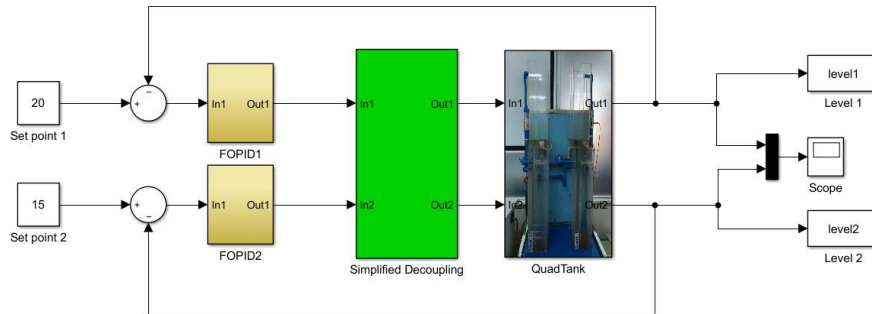 20
Set point 1
+
−
In1
Out1
FOPID1
In1
Out1
In1
Out1
level1
Level 1
Scope
15
Set point 2
+
−
In1
Out1
FOPID2
In2
Out2
Simplified Decoupling
In2
Out2
QuadTank
level2
Level 2